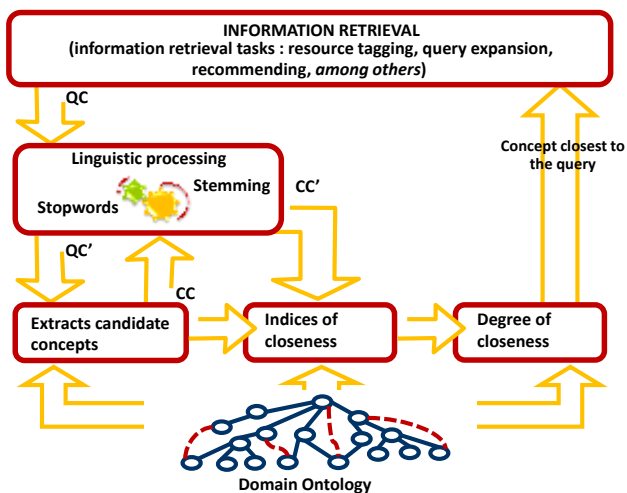 INFORMATION RETRIEVAL
(information retrieval tasks : resource tagging, query expansion,
recommending, among others)
QC
Concept closest to
the query
Linguistic processing
Stemming
Stopwords
CC’
QC’
CC
Extracts candidate
concepts
Indices of
closeness
Degree of
closeness
Domain Ontology